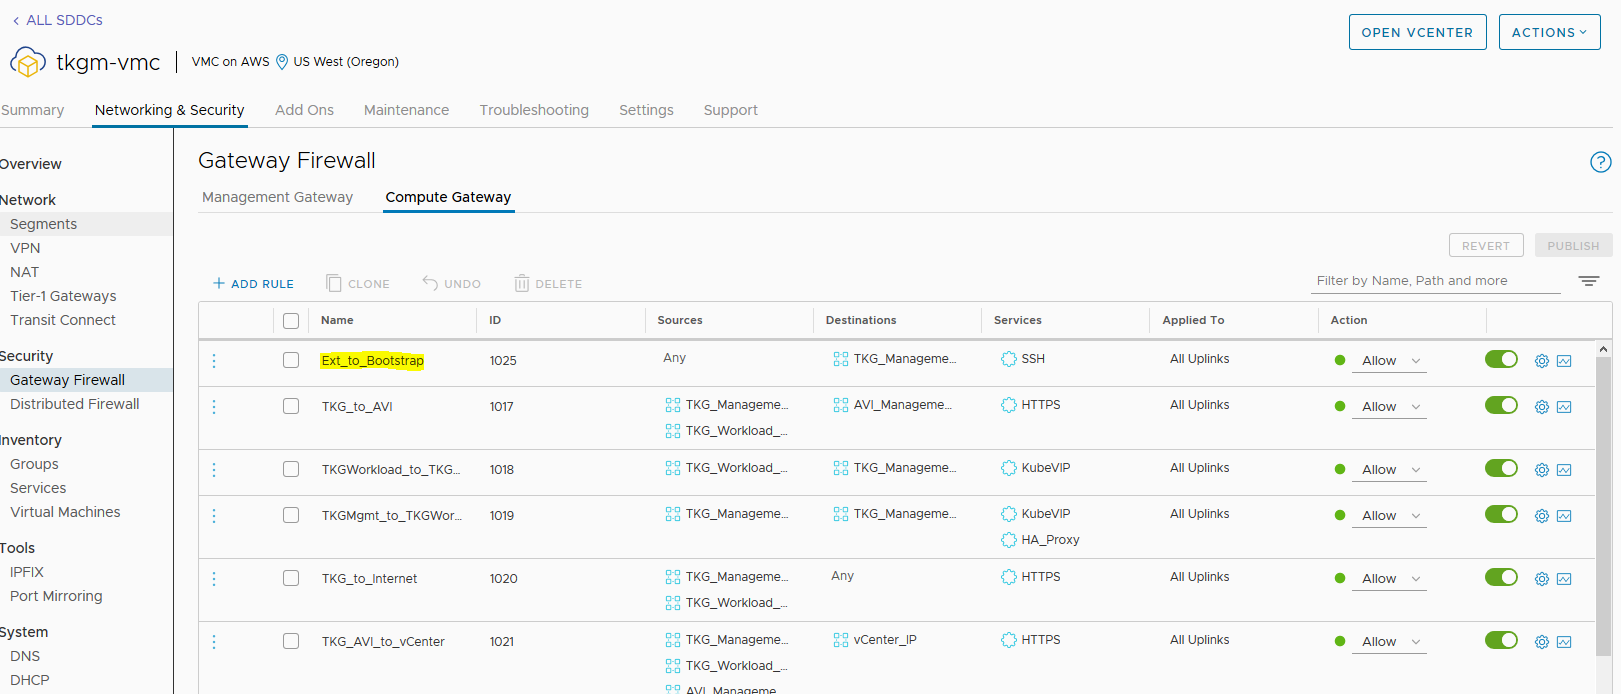 < ALL SDDCs
OPEN VCENTER
ACTIONS
tkgm-vmc
VMC on AWS US West (Oregon)
Summary Networking & Security Add Ons Maintenance Troubleshooting Settings Support
Overview
Network
Segments
VPN
NAT
Tier-1 Gateways
Transit Connect
Security
Gateway Firewall
Distributed Firewall
Inventory
Groups
Services
Virtual Machines
Tools
IPFIX
Port Mirroring
System
DNS
DHCP
Gateway Firewall
?
Management Gateway Compute Gateway
REVERT PUBLISH
+ ADD RULE CLONE UNDO DELETE
Filter by Name, Path and more
Name ID Sources Destinations Services Applied To Action
Ext_to_Bootstrap 1025 Any TKG_Manageme... SSH All Uplinks Allow
TKG_to_AVI 1017 TKG_Manageme... AVI_Manageme... HTTPS All Uplinks Allow
TKG_Workload_...
TKGWorkload_to_TKG... 1018 TKG_Workload_... TKG_Manageme... KubeVIP All Uplinks Allow
TKGMgmt_to_TKGWor... 1019 TKG_Manageme... TKG_Manageme... KubeVIP All Uplinks Allow
HA_Proxy
TKG_to_Internet 1020 TKG_Manageme... Any HTTPS All Uplinks Allow
TKG_Workload_...
TKG_AVI_to_vCenter 1021 TKG_Manageme... vCenter_IP HTTPS All Uplinks Allow
TKG_Workload_...
AVI_Manageme...